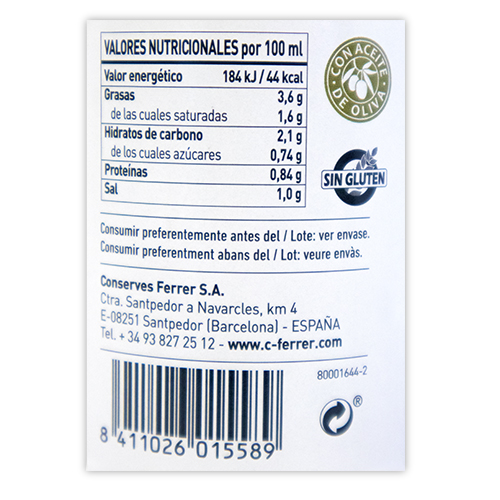 VALORES NUTRICIONALES por 100 ml
Valor energético 184 kJ / 44 kcal
Grasas 3,6 g
de las cuales saturadas 1,6 g
Hidratos de carbono 2,1 g
de los cuales azúcares 0,74 g
Proteínas 0,84 g
Sal 1,0 g
CON ACEITE
DE OLIVA
SIN GLUTEN
Consumir preferentemente antes del / Lote: ver envase.
Consumir preferentment abans del / Lot: veure envàs.
Conserves Ferrer S.A.
Ctra. Santpedor a Navarcles, km 4
E-08251 Santpedor (Barcelona) - ESPAÑA
Tel. + 34 93 827 25 12 - www.c-ferrer.com
80001644-2
®
8 411026 015589